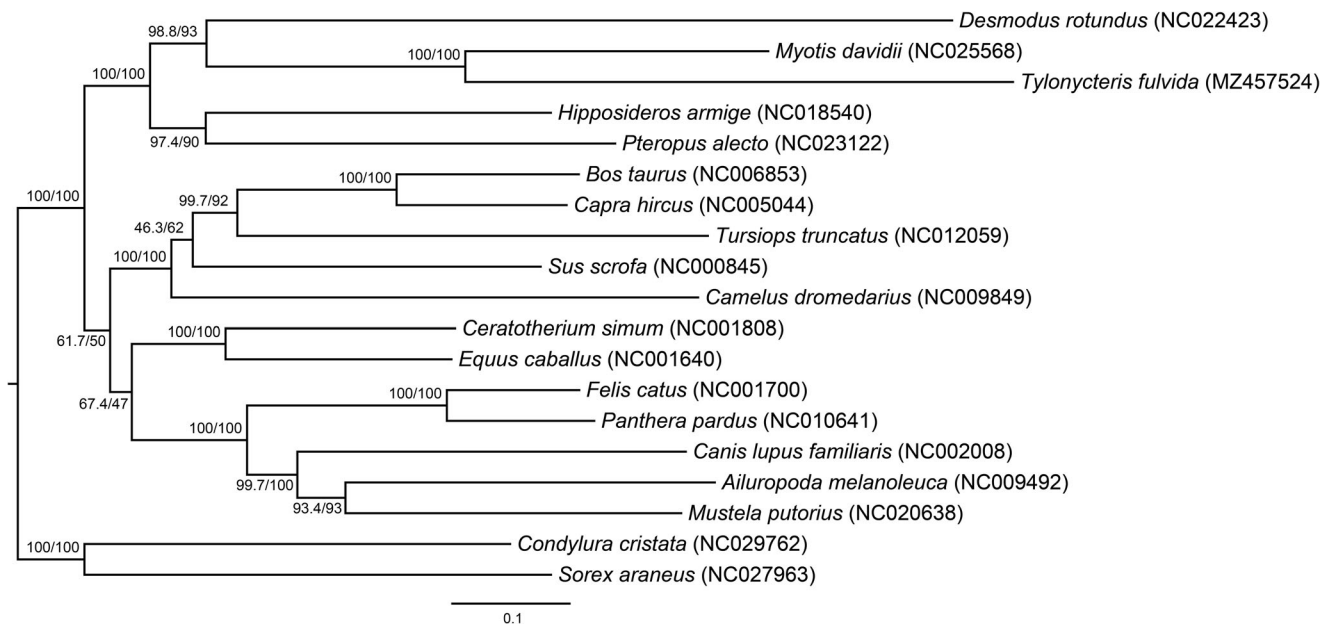 98.8/93
Desmodus rotundus (NC022423)
100/100
Myotis davidii (NC025568)
100/100
Tylonycteris fulvida (MZ457524)
Hipposideros armige (NC018540)
97.4/90
Pteropus alecto (NC023122)
100/100
Bos taurus (NC006853)
100/100
99.7/92
Capra hircus (NC005044)
46.3/62
Tursiops truncatus (NC012059)
100/100
Sus scrofa (NC000845)
Camelus dromedarius (NC009849)
100/100
Ceratotherium simum (NC001808)
61.7/50
Equus caballus (NC001640)
100/100
Felis catus (NC001700)
67.4/47
Panthera pardus (NC010641)
100/100
Canis lupus familiaris (NC002008)
99.7/100
Ailuropoda melanoleuca (NC009492)
93.4/93
Mustela putorius (NC020638)
100/100
Condylura cristata (NC029762)
Sorex araneus (NC027963)
0.1